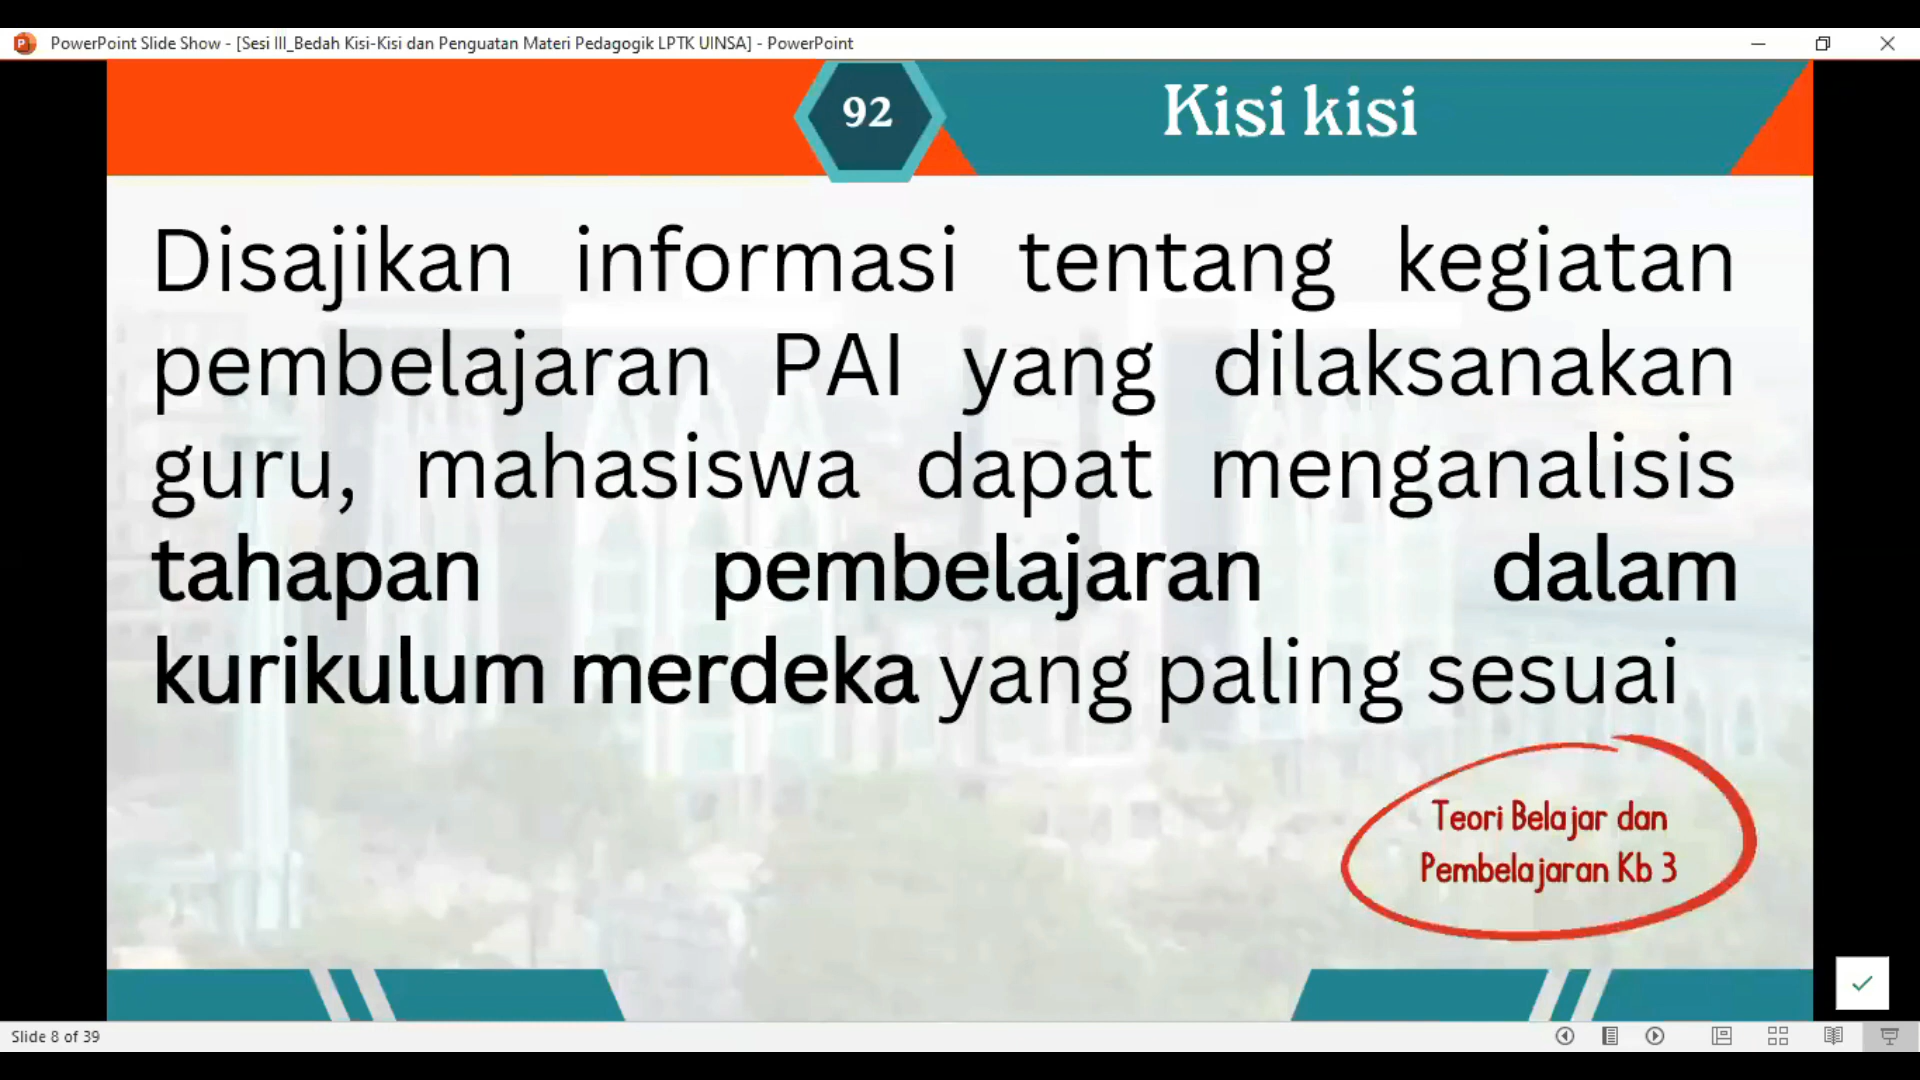 PowerPoint Slide Show - [Sesi III_Bedah Kisi-Kisi dan Penguatan Materi Pedagogik LPTK UINSA] - PowerPoint
92
Kisi kisi
Disajikan informasi tentang kegiatan
pembelajaran PAI yang dilaksanakan
guru, mahasiswa dapat menganalisis
tahapan pembelajaran dalam
kurikulum merdeka yang paling sesuai
Teori Belajar dan
Pembelajaran Kb 3
Slide 8 of 39